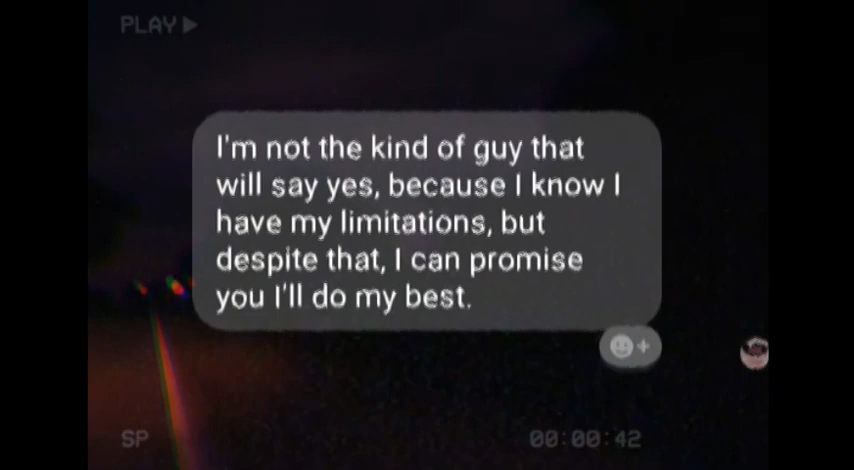 PLAY
I'm not the kind of guy that
will say yes, because I know I
have my limitations, but
despite that, I can promise
you I'll do my best.
SP
00:00:42